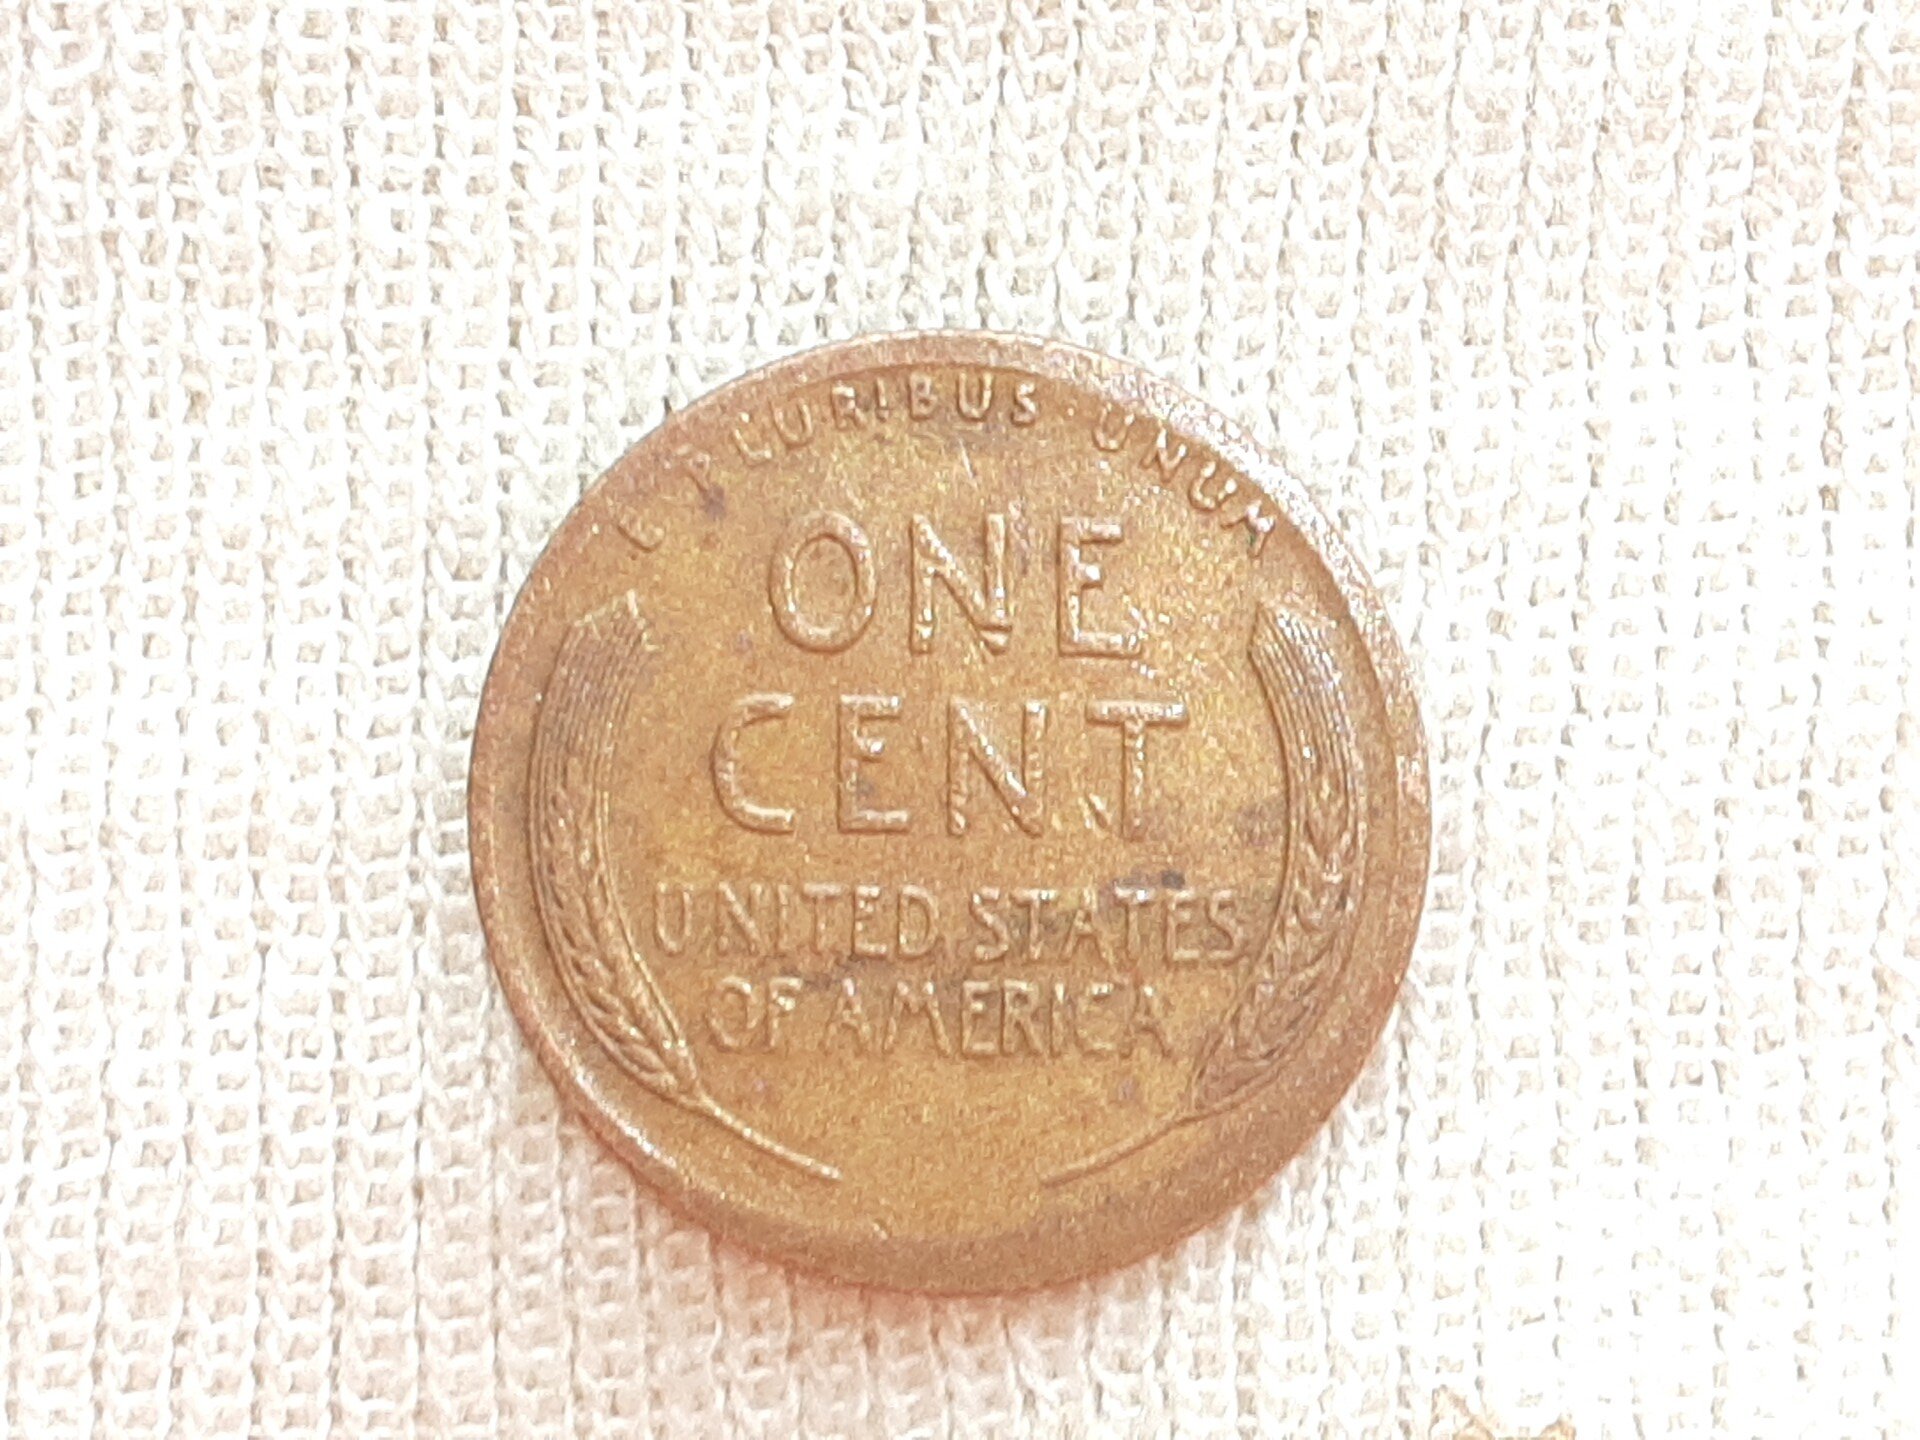 E PLURIBUS · UNUM
ONE
CENT
UNITED STATES
OF AMERICA